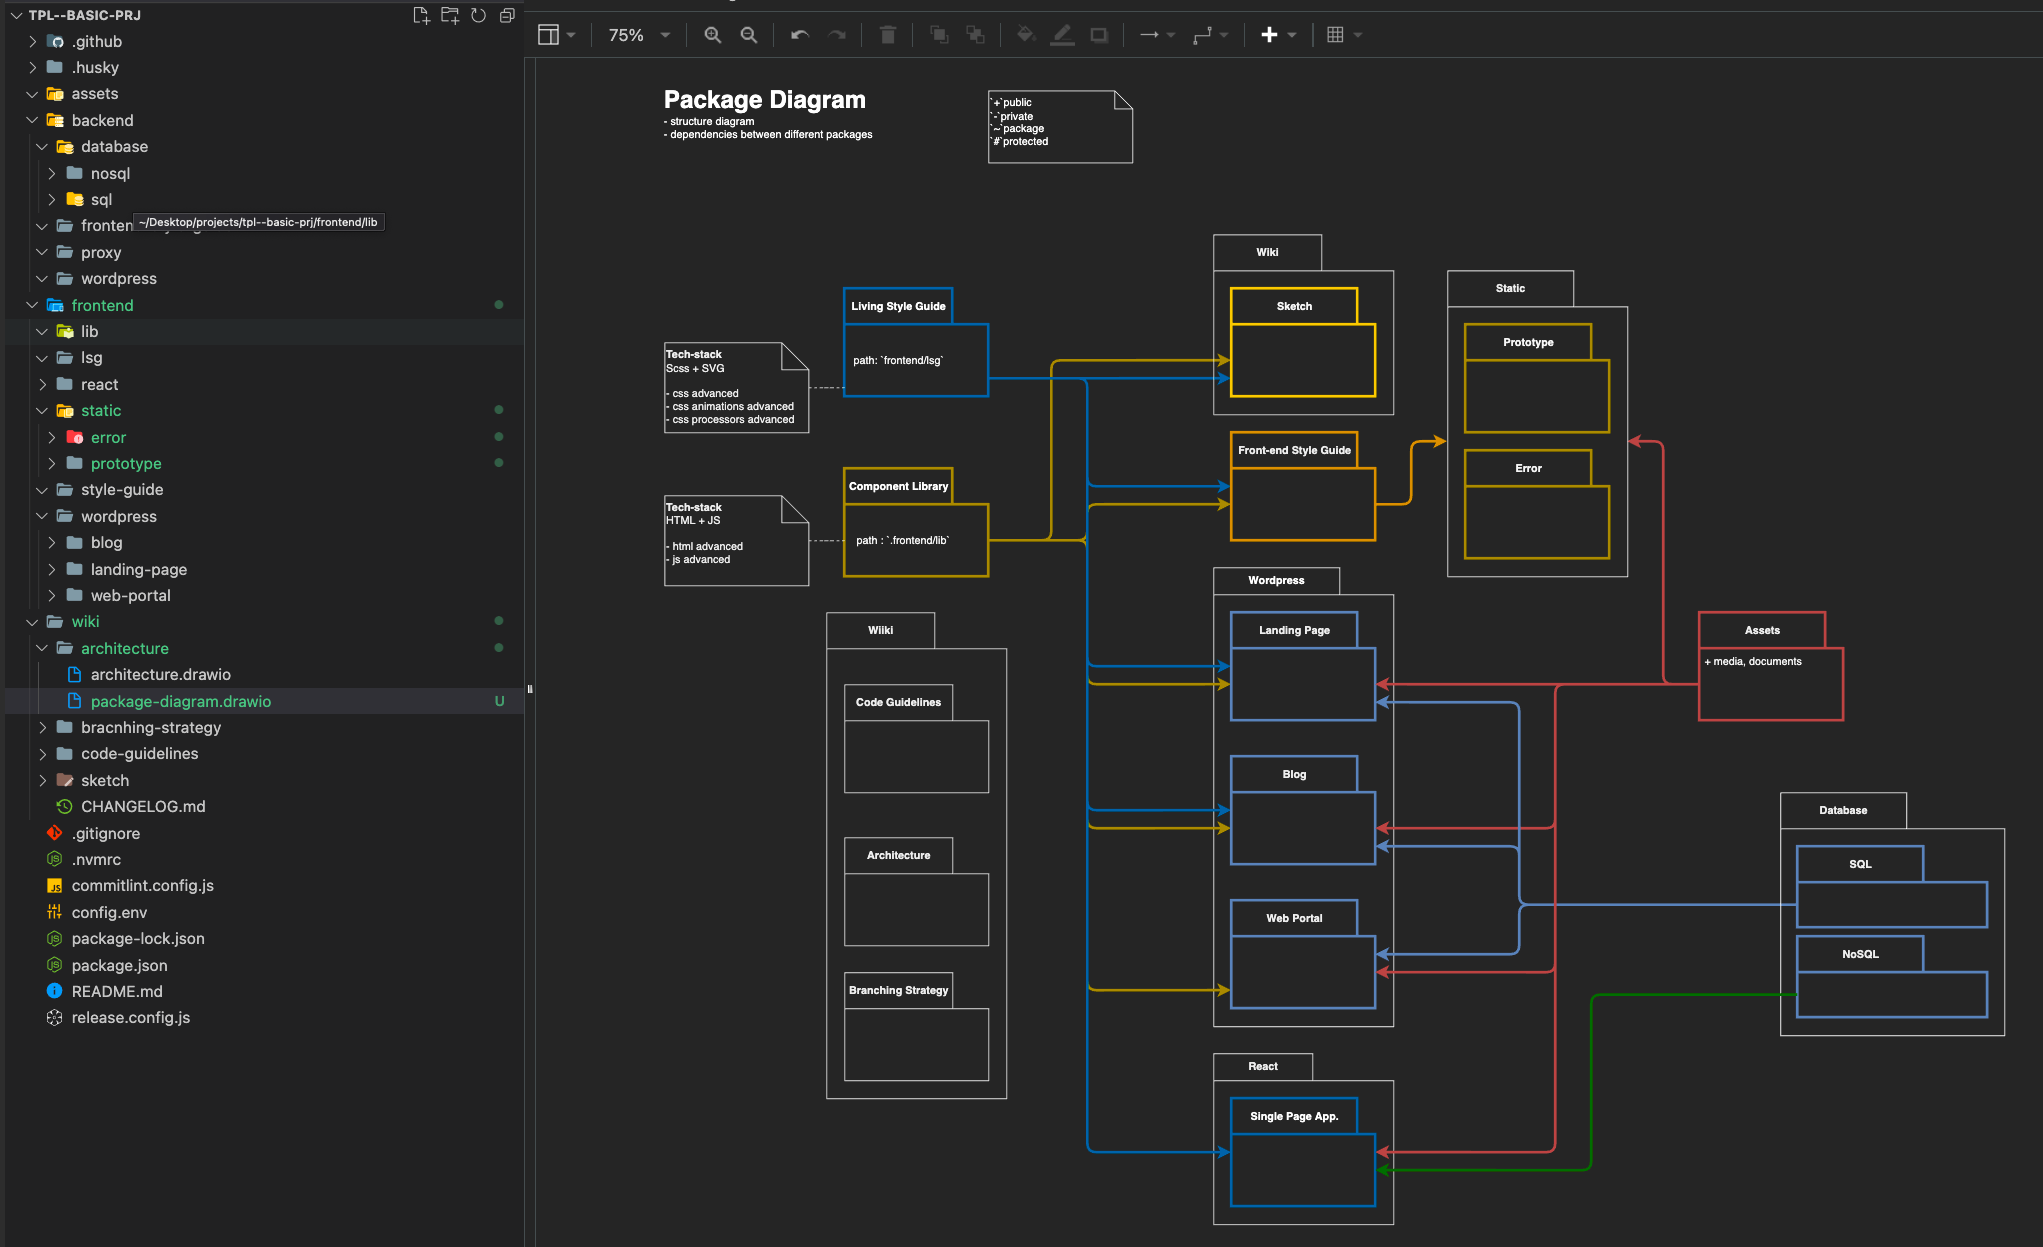 TPL--BASIC-PRJ
.github
.husky
assets
backend
database
nosql
sql
~/Desktop/projects/tpl--basic-prj/frontend/lib
fronten
proxy
wordpress
frontend
lib
lsg
react
static
error
prototype
style-guide
wordpress
blog
landing-page
web-portal
wiki
architecture
architecture.drawio
package-diagram.drawio U
bracnhing-strategy
code-guidelines
sketch
CHANGELOG.md
.gitignore
.nvmrc
commitlint.config.js
config.env
package-lock.json
package.json
README.md
release.config.js
75%
Package Diagram
- structure diagram
- dependencies between different packages
`+`public
`-`private
`~`package
`#`protected
Living Style Guide
path: `frontend/lsg`
Tech-stack
Scss + SVG
- css advanced
- css animations advanced
- css processors advanced
Component Library
path : `.frontend/lib`
Tech-stack
HTML + JS
- html advanced
- js advanced
Wiiki
Code Guidelines
Architecture
Branching Strategy
Wiki
Sketch
Front-end Style Guide
Wordpress
Landing Page
Blog
Web Portal
React
Single Page App.
Static
Prototype
Error
Assets
+ media, documents
Database
SQL
NoSQL